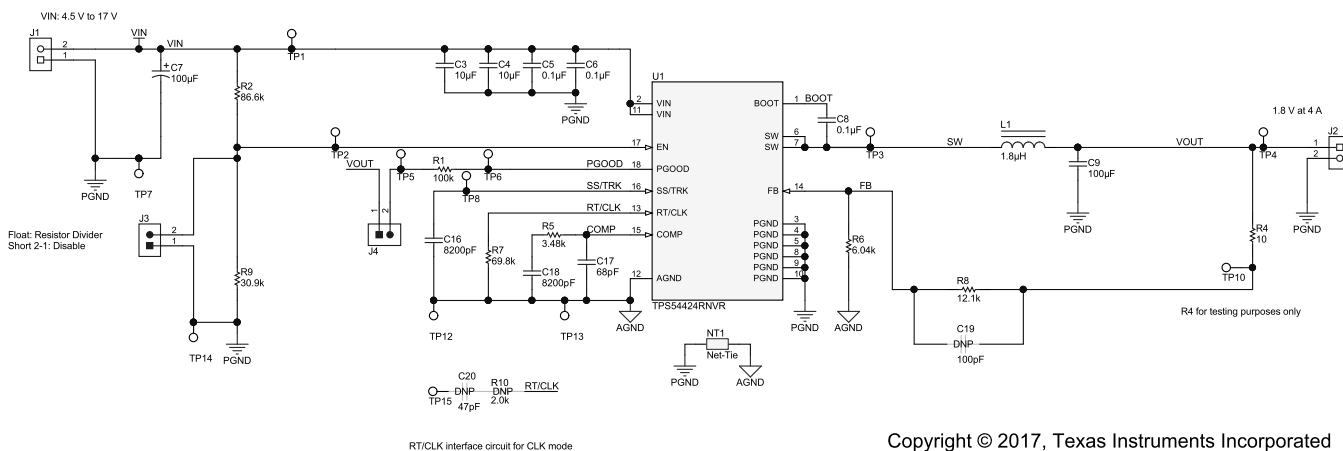 VIN: 4.5 V to 17 V
J1
2
1
VIN
VIN
C7
+
100µF
TP1
R2
86.6k
C3
10µF
C4
10µF
C5
0.1µF
C6
0.1µF
PGND
PGND
TP7
U1
2 VIN
11 VIN
17 EN
18 PGOOD
16 SS/TRK
13 RT/CLK
15 COMP
12 AGND
BOOT 1
SW 6
SW 7
FB 14
PGND 3
PGND 4
PGND 5
PGND 8
PGND 9
PGND 10
TPS54424RNVR
BOOT
C8
0.1µF
TP3
SW
L1
1.8µH
VOUT
C9
100µF
PGND
1.8 V at 4 A
J2
1
2
TP4
PGND
TP2
VOUT
TP5
R1
100k
TP6
PGOOD
TP8
SS/TRK
RT/CLK
COMP
1
2
J4
R5
3.48k
C16
8200pF
R7
69.8k
C18
8200pF
C17
68pF
TP12
TP13
AGND
Float: Resistor Divider
Short 2-1: Disable
J3
2
1
R9
30.9k
TP14
PGND
FB
R6
6.04k
PGND
AGND
R4
10
TP10
R8
12.1k
C19
DNP
100pF
R4 for testing purposes only
NT1
Net-Tie
PGND
AGND
TP15
C20
DNP
47pF
R10
DNP
2.0k
RT/CLK
RT/CLK interface circuit for CLK mode
Copyright © 2017, Texas Instruments Incorporated